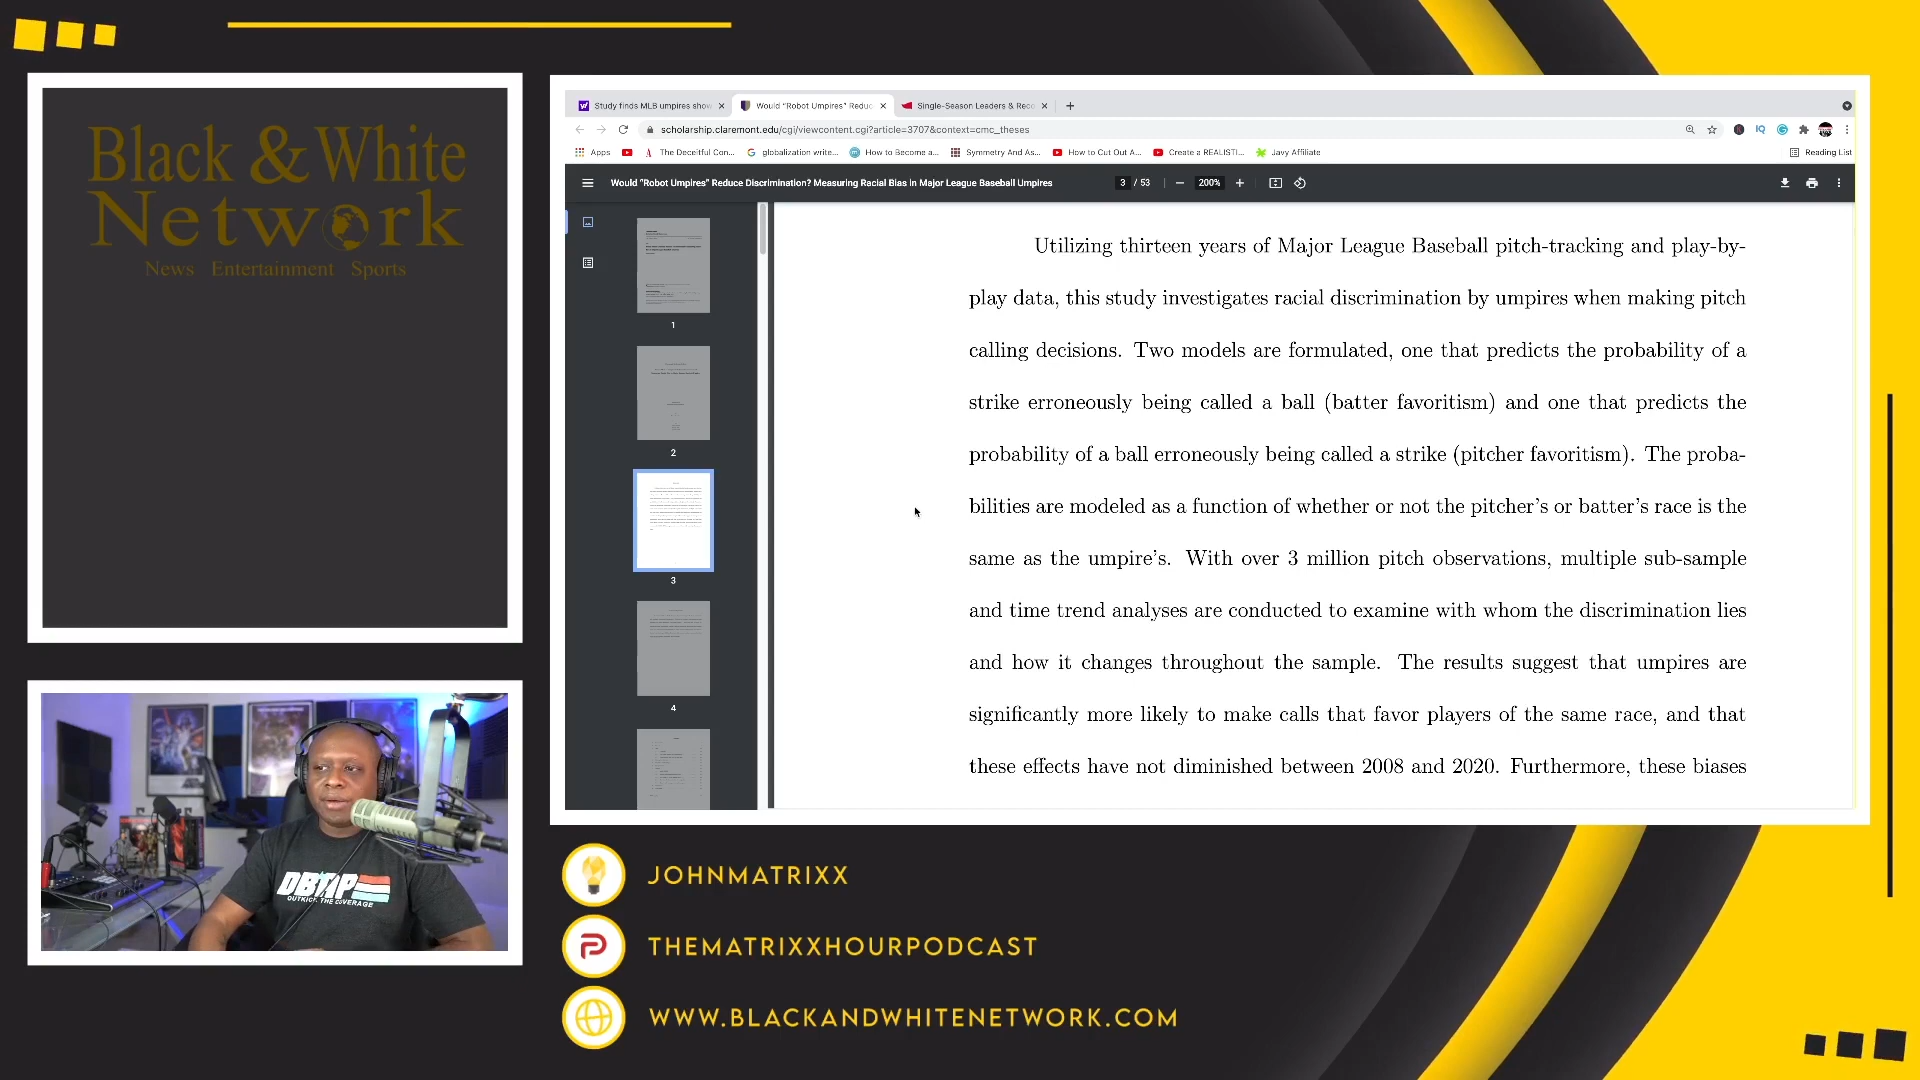 Black & White
Network
News Entertainment Sports
Study finds MLB umpires show
Would “Robot Umpires” Reduc
Single-Season Leaders & Reco
scholarship.claremont.edu/cgi/viewcontent.cgi?article=3707&context=cmc_theses
Apps
The Deceitful Con...
globalization write...
How to Become a...
Symmetry And As...
How to Cut Out A...
Create a REALISTI...
Javy Affiliate
Reading List
Would “Robot Umpires” Reduce Discrimination? Measuring Racial Bias in Major League Baseball Umpires
3 / 53
200%
1
2
3
4
Utilizing thirteen years of Major League Baseball pitch-tracking and play-by-
play data, this study investigates racial discrimination by umpires when making pitch
calling decisions. Two models are formulated, one that predicts the probability of a
strike erroneously being called a ball (batter favoritism) and one that predicts the
probability of a ball erroneously being called a strike (pitcher favoritism). The proba-
bilities are modeled as a function of whether or not the pitcher’s or batter’s race is the
same as the umpire’s. With over 3 million pitch observations, multiple sub-sample
and time trend analyses are conducted to examine with whom the discrimination lies
and how it changes throughout the sample. The results suggest that umpires are
significantly more likely to make calls that favor players of the same race, and that
these effects have not diminished between 2008 and 2020. Furthermore, these biases
OUTKICK THE COVERAGE
JOHNMATRIXX
THEMATRIXXHOURPODCAST
WWW.BLACKANDWHITENETWORK.COM